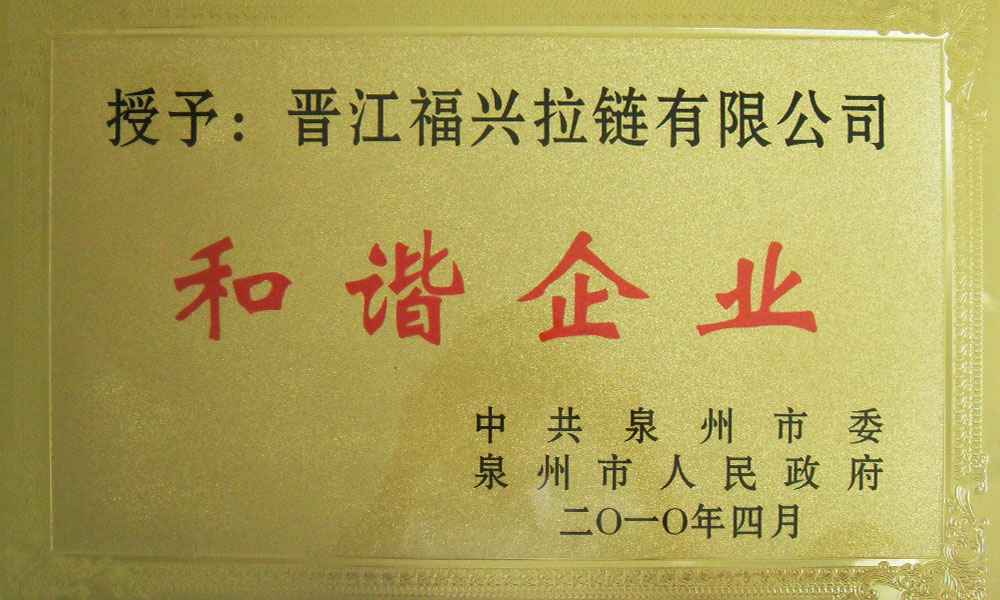 授予：晋江福兴拉链有限公司
和谐企业
中共泉州市委
泉州市人民政府
二〇一〇年四月